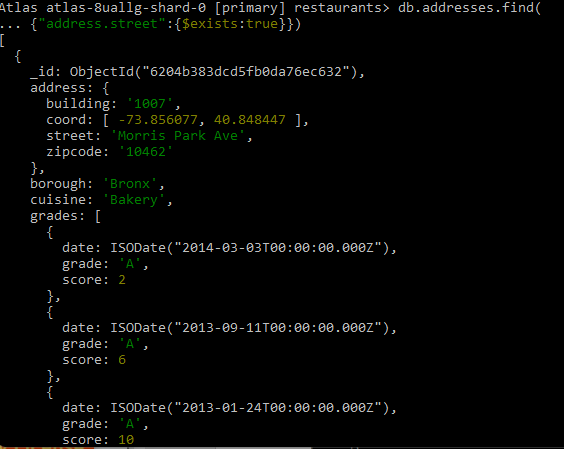 Atlas atlas-8uallg-shard-0 [primary] restaurants> db.addresses.find(
... {"address.street":{$exists:true}})
[
  {
    _id: ObjectId("6204b383dcd5fb0da76ec632"),
    address: {
      building: '1007',
      coord: [ -73.856077, 40.848447 ],
      street: 'Morris Park Ave',
      zipcode: '10462'
    },
    borough: 'Bronx',
    cuisine: 'Bakery',
    grades: [
      {
        date: ISODate("2014-03-03T00:00:00.000Z"),
        grade: 'A',
        score: 2
      },
      {
        date: ISODate("2013-09-11T00:00:00.000Z"),
        grade: 'A',
        score: 6
      },
      {
        date: ISODate("2013-01-24T00:00:00.000Z"),
        grade: 'A',
        score: 10